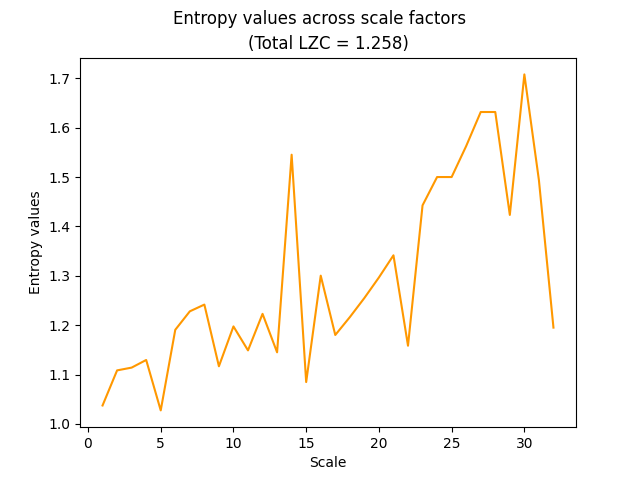 Entropy values across scale factors
(Total LZC = 1.258)
1.7
1.6
1.5
1.4
1.3
1.2
1.1
1.0
Entropy values
0 5 10 15 20 25 30
Scale